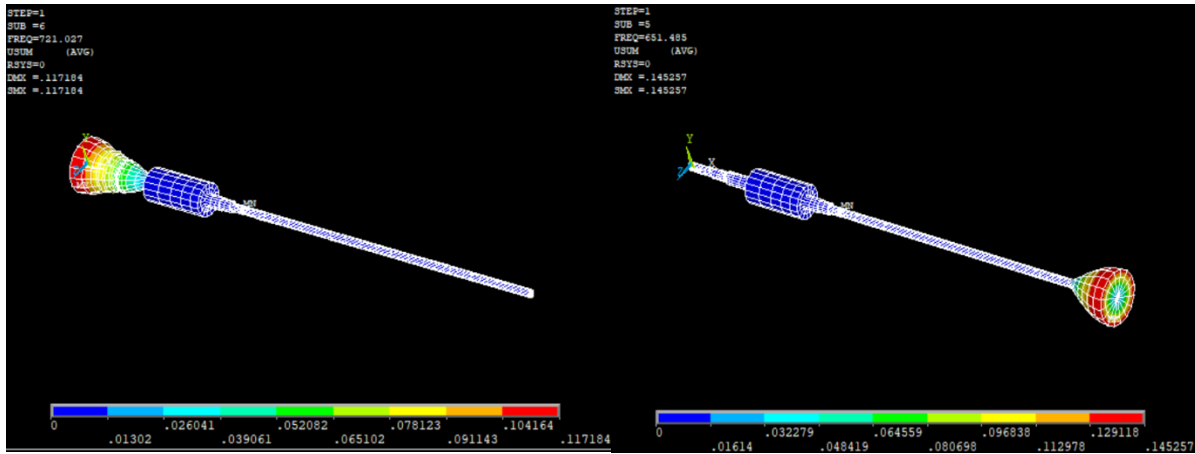 STEP=1
SUB =6
FREQ=721.027
USUM (AVG)
RSYS=0
DMX =.117184
SMX =.117184
Y
Z
MN
0
.01302
.026041
.039061
.052082
.065102
.078123
.091143
.104164
.117184
STEP=1
SUB =5
FREQ=651.485
USUM (AVG)
RSYS=0
DMX =.145257
SMX =.145257
Y
Z
X
MN
0
.01614
.032279
.048419
.064559
.080698
.096838
.112978
.129118
.145257